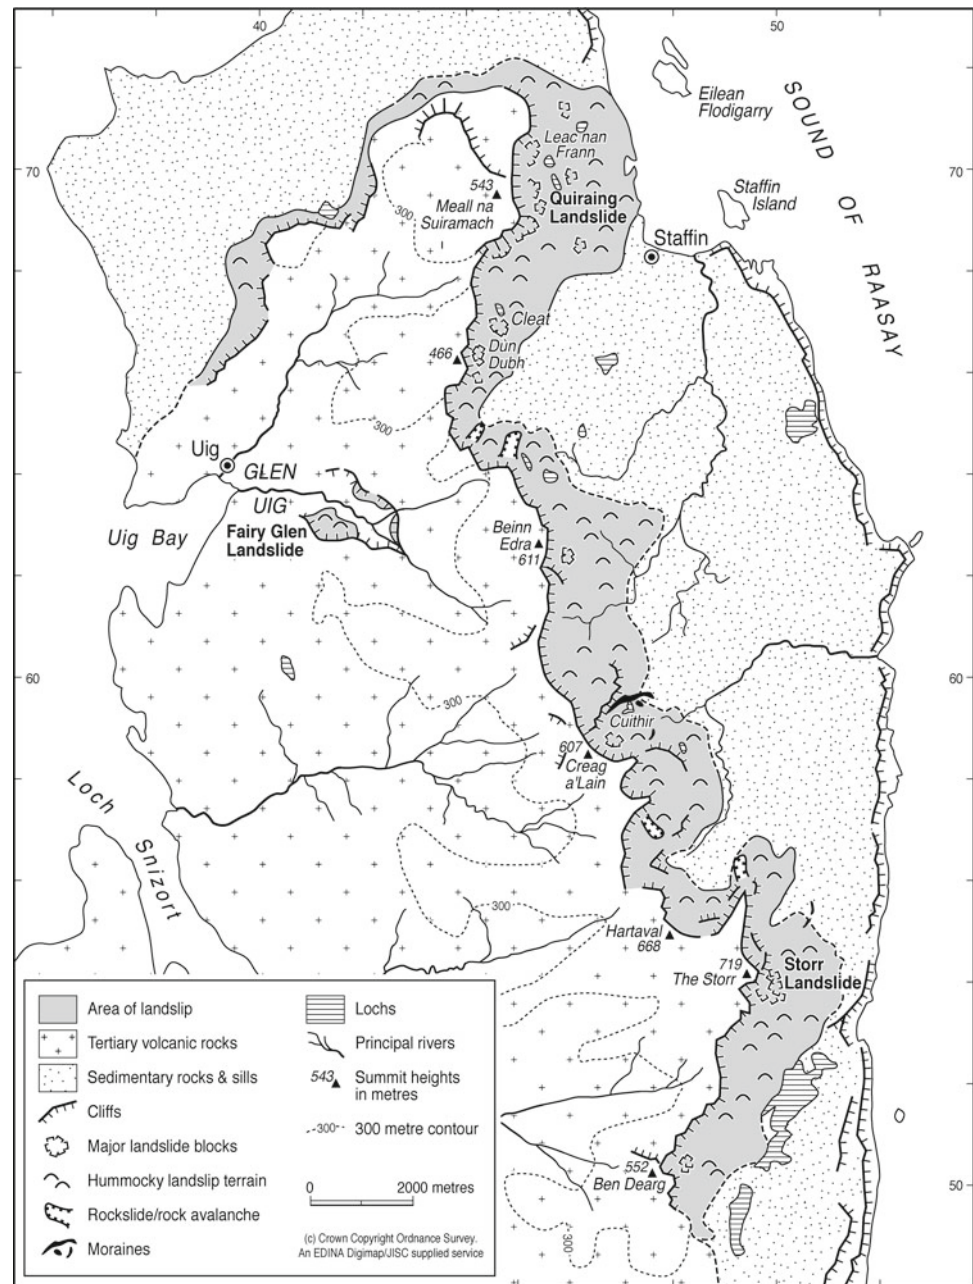 40
50
SOUND OF RAASAY
Eilean
Flodigarry
Leac nan
Frann
70
70
543
Meall na
Suiramach
300
Quiraing
Landslide
Staffin
Island
Staffin
Cleat
Dùn
Dubh
466
300
Uig
GLEN
UIG
Uig Bay
Fairy Glen
Landslide
Beinn
Edra
611
60
60
300
Cuithir
607
Creag
a'Lain
Loch Snizort
300
Hartaval
668
719
The Storr
Storr
Landslide
552
Ben Dearg
50
300
Area of landslip
Tertiary volcanic rocks
Sedimentary rocks & sills
Cliffs
Major landslide blocks
Hummocky landslip terrain
Rockslide/rock avalanche
Moraines
Lochs
Principal rivers
543
Summit heights
in metres
300
300 metre contour
0
2000 metres
(c) Crown Copyright Ordnance Survey.
An EDINA Digimap/JISC supplied service